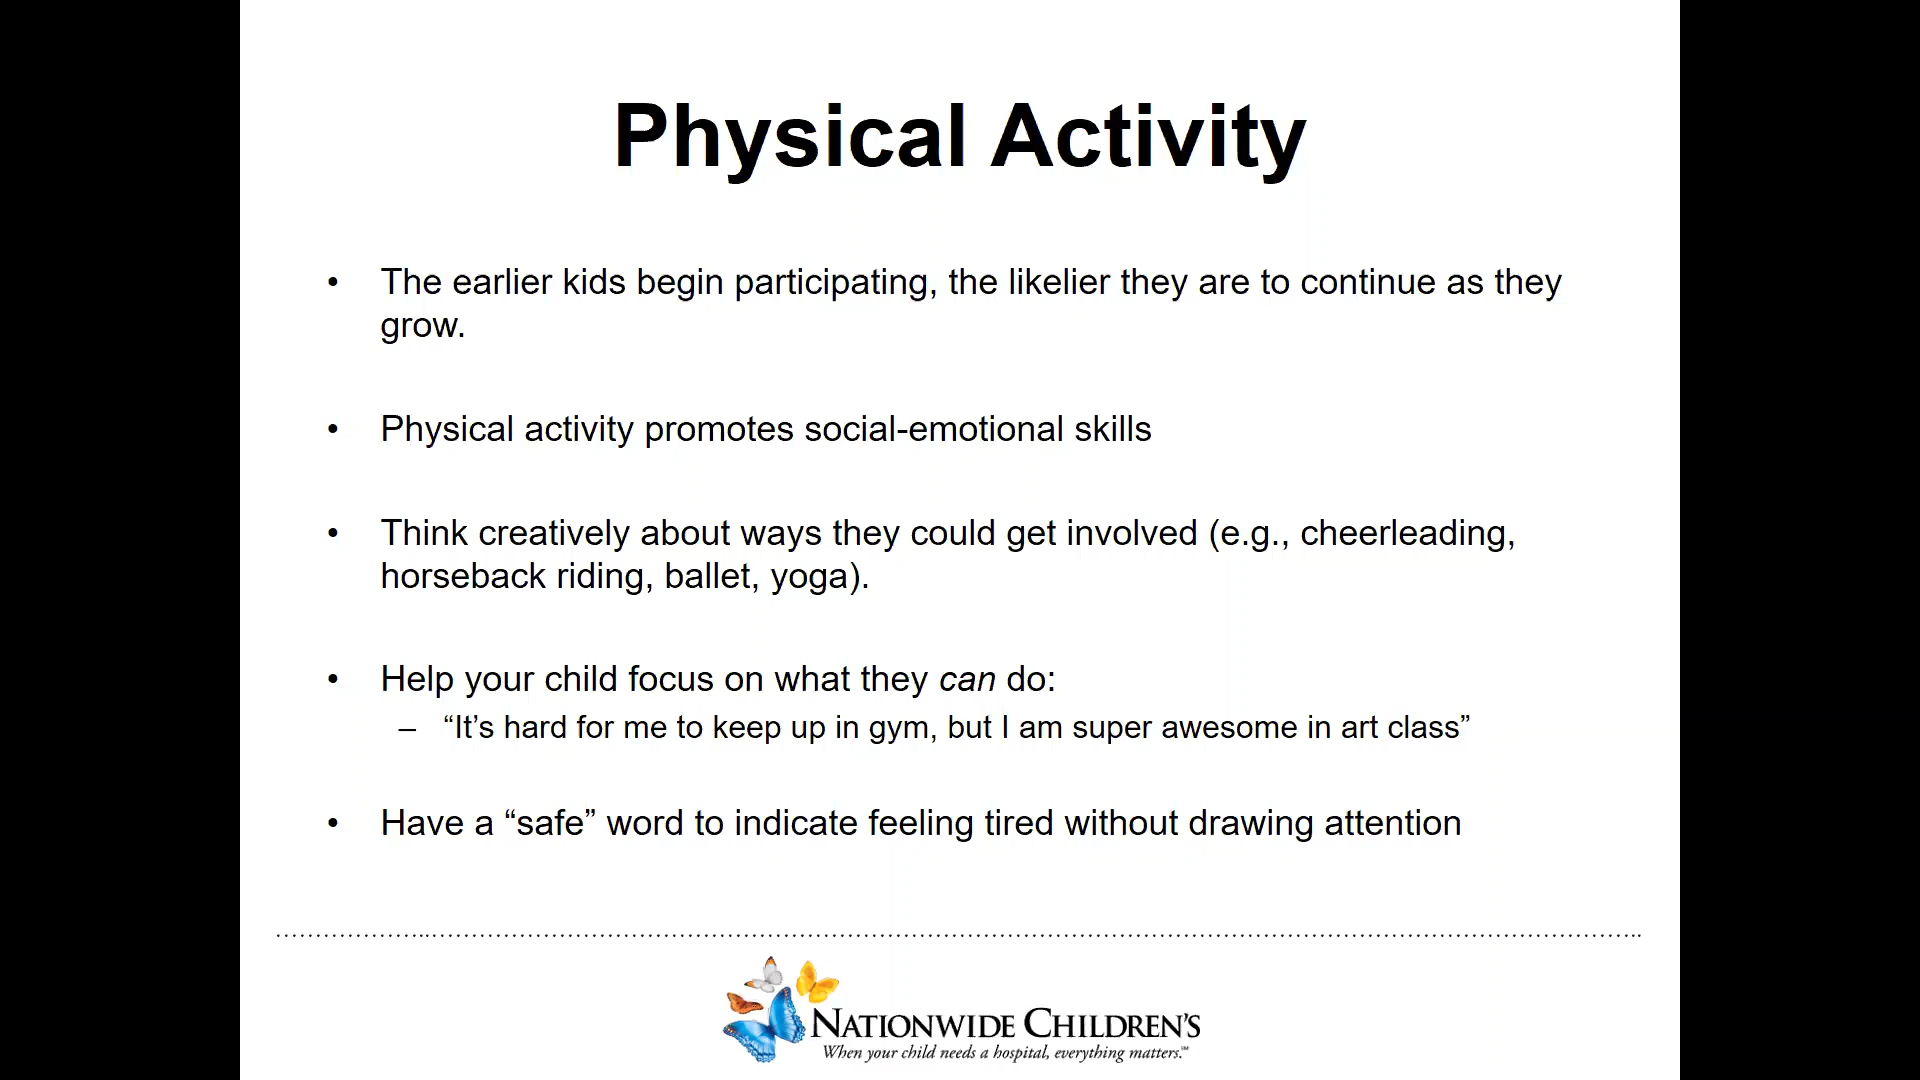 Physical Activity
• The earlier kids begin participating, the likelier they are to continue as they
grow.
• Physical activity promotes social-emotional skills
• Think creatively about ways they could get involved (e.g., cheerleading,
horseback riding, ballet, yoga).
• Help your child focus on what they can do:
– “It’s hard for me to keep up in gym, but I am super awesome in art class”
• Have a “safe” word to indicate feeling tired without drawing attention
NATIONWIDE CHILDREN'S
When your child needs a hospital, everything matters.℠